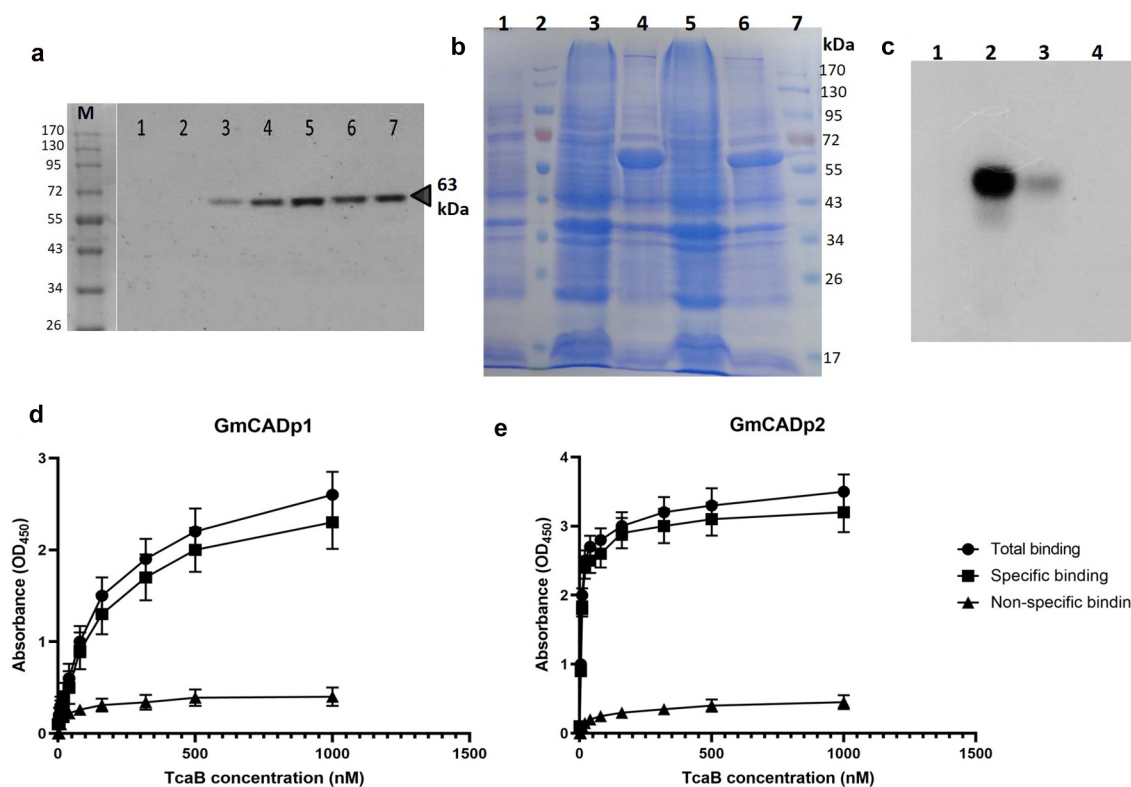 a
M
1 2 3 4 5 6 7
170
130
95
72
55
43
34
26
63
kDa
b
1 2 3 4 5 6 7
kDa
170
130
95
72
55
43
34
26
17
c
1 2 3 4
d
GmCADp1
Absorbance (OD450)
3
2
1
0
0 500 1000 1500
TcaB concentration (nM)
e
GmCADp2
Absorbance (OD450)
4
3
2
1
0
0 500 1000 1500
TcaB concentration (nM)
Total binding
Specific binding
Non-specific bindin